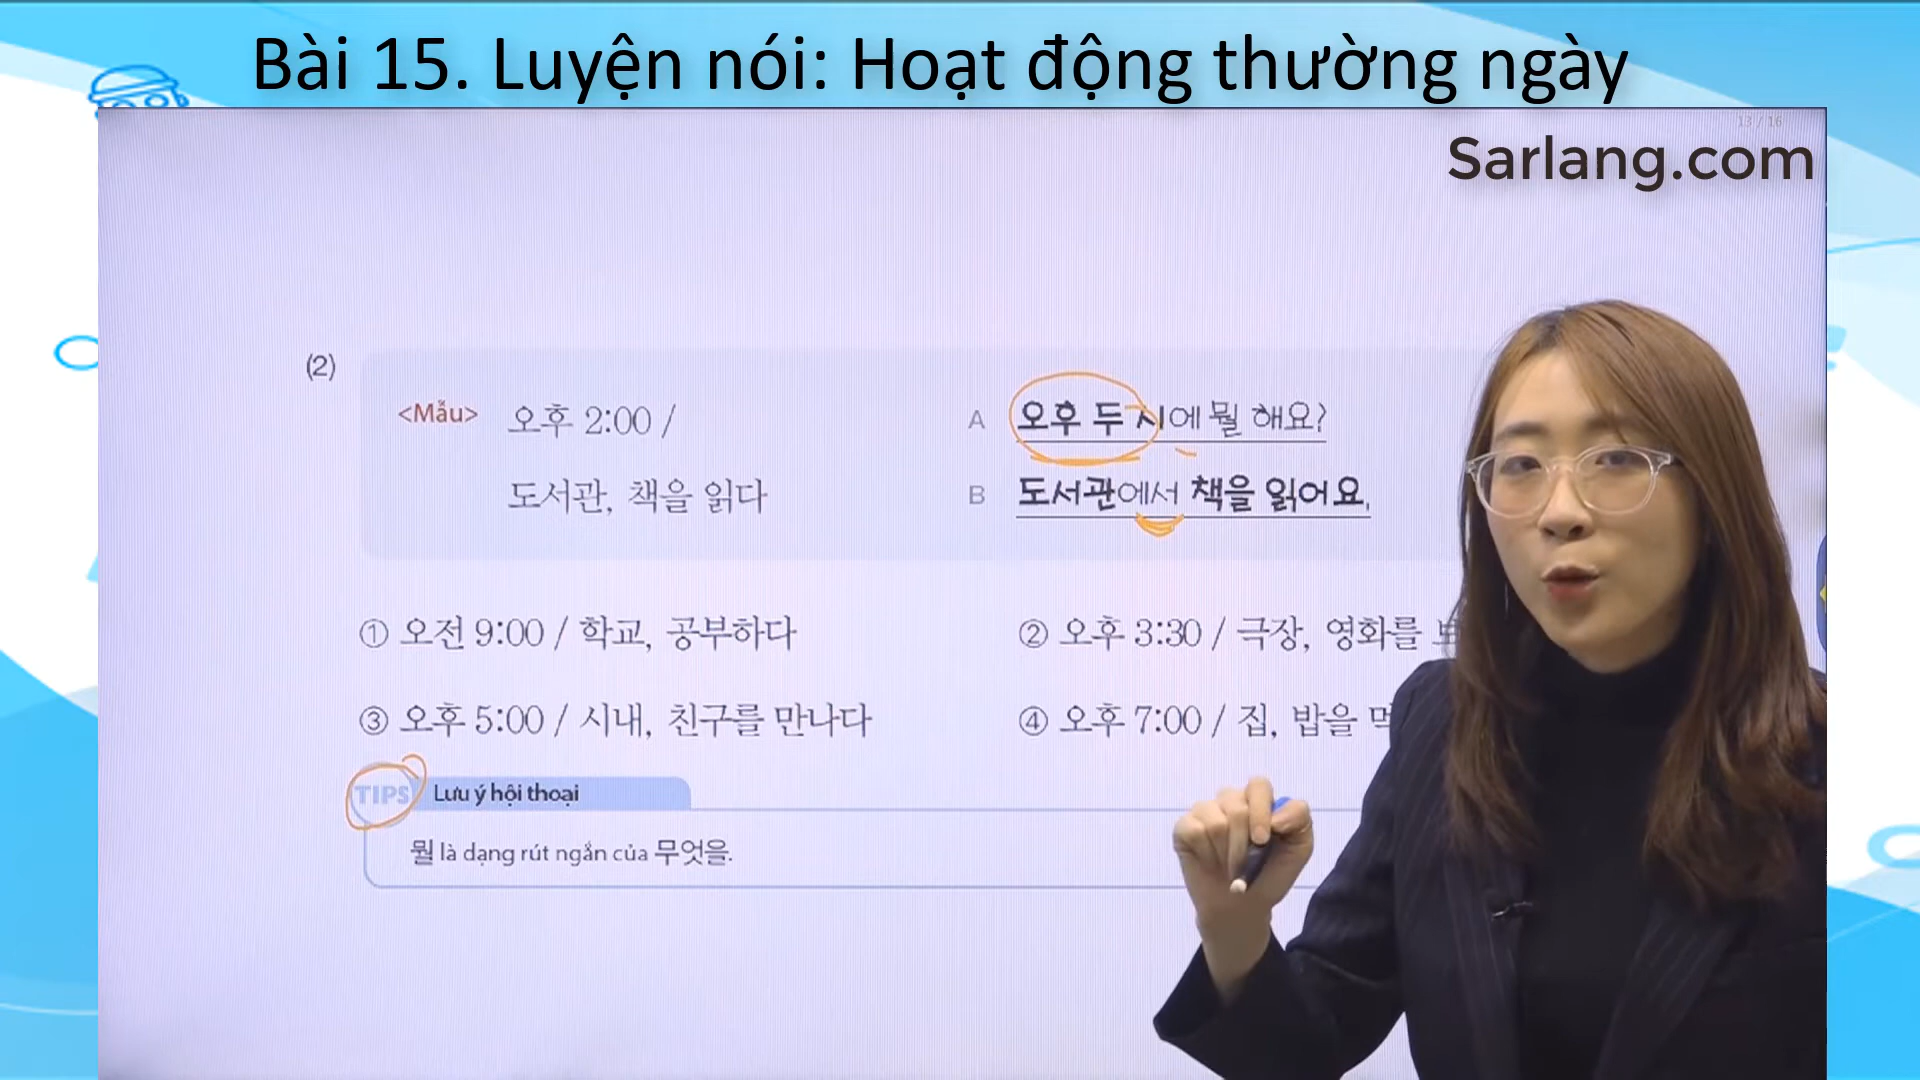 Bài 15. Luyện nói: Hoạt động thường ngày
13 / 16
Sarlang.com
(2)
<Mẫu> 오후 2:00 /
도서관, 책을 읽다
A 오후 두 시에 뭘 해요?
B 도서관에서 책을 읽어요.
① 오전 9:00 / 학교, 공부하다
② 오후 3:30 / 극장, 영화를
③ 오후 5:00 / 시내, 친구를 만나다
④ 오후 7:00 / 집, 밥을
TIPS Lưu ý hội thoại
뭘 là dạng rút ngắn của 무엇을.